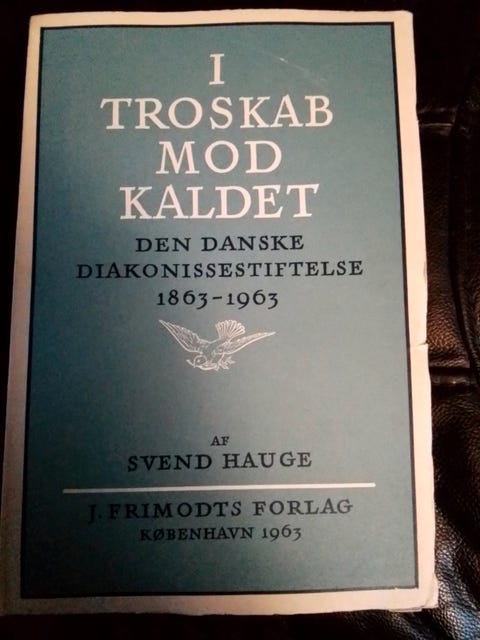 I
TROSKAB
MOD
KALDET
DEN DANSKE
DIAKONISSESTIFTELSE
1863-1963
AF
SVEND HAUGE
J. FRIMODTS FORLAG
KØBENHAVN 1963